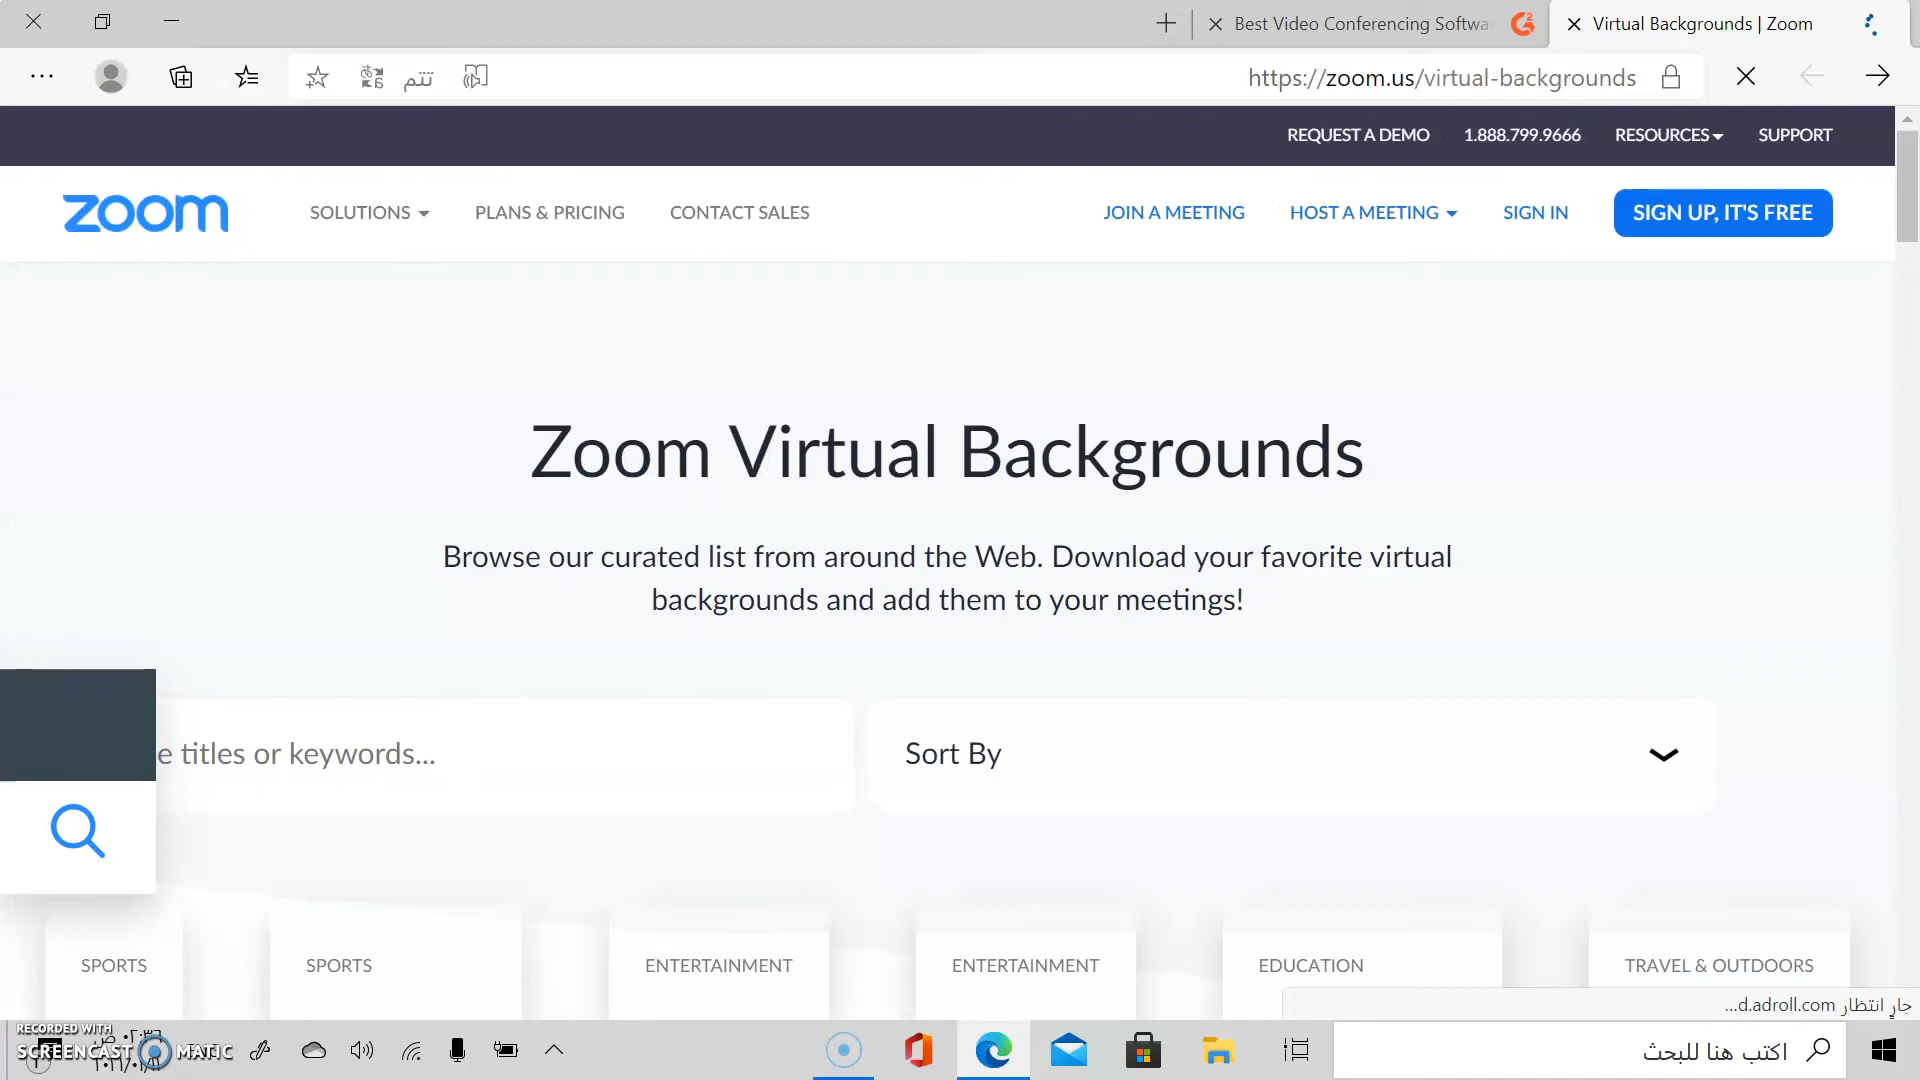 Best Video Conferencing Softwa
Virtual Backgrounds | Zoom
تتم
https://zoom.us/virtual-backgrounds
REQUEST A DEMO
1.888.799.9666
RESOURCES
SUPPORT
zoom
SOLUTIONS
PLANS & PRICING
CONTACT SALES
JOIN A MEETING
HOST A MEETING
SIGN IN
SIGN UP, IT'S FREE
Zoom Virtual Backgrounds
Browse our curated list from around the Web. Download your favorite virtual
backgrounds and add them to your meetings!
e titles or keywords...
Sort By
SPORTS
SPORTS
ENTERTAINMENT
ENTERTAINMENT
EDUCATION
TRAVEL & OUTDOORS
جارٍ انتظار d.adroll.com...
RECORDED WITH
SCREENCAST MATIC
اكتب هنا للبحث